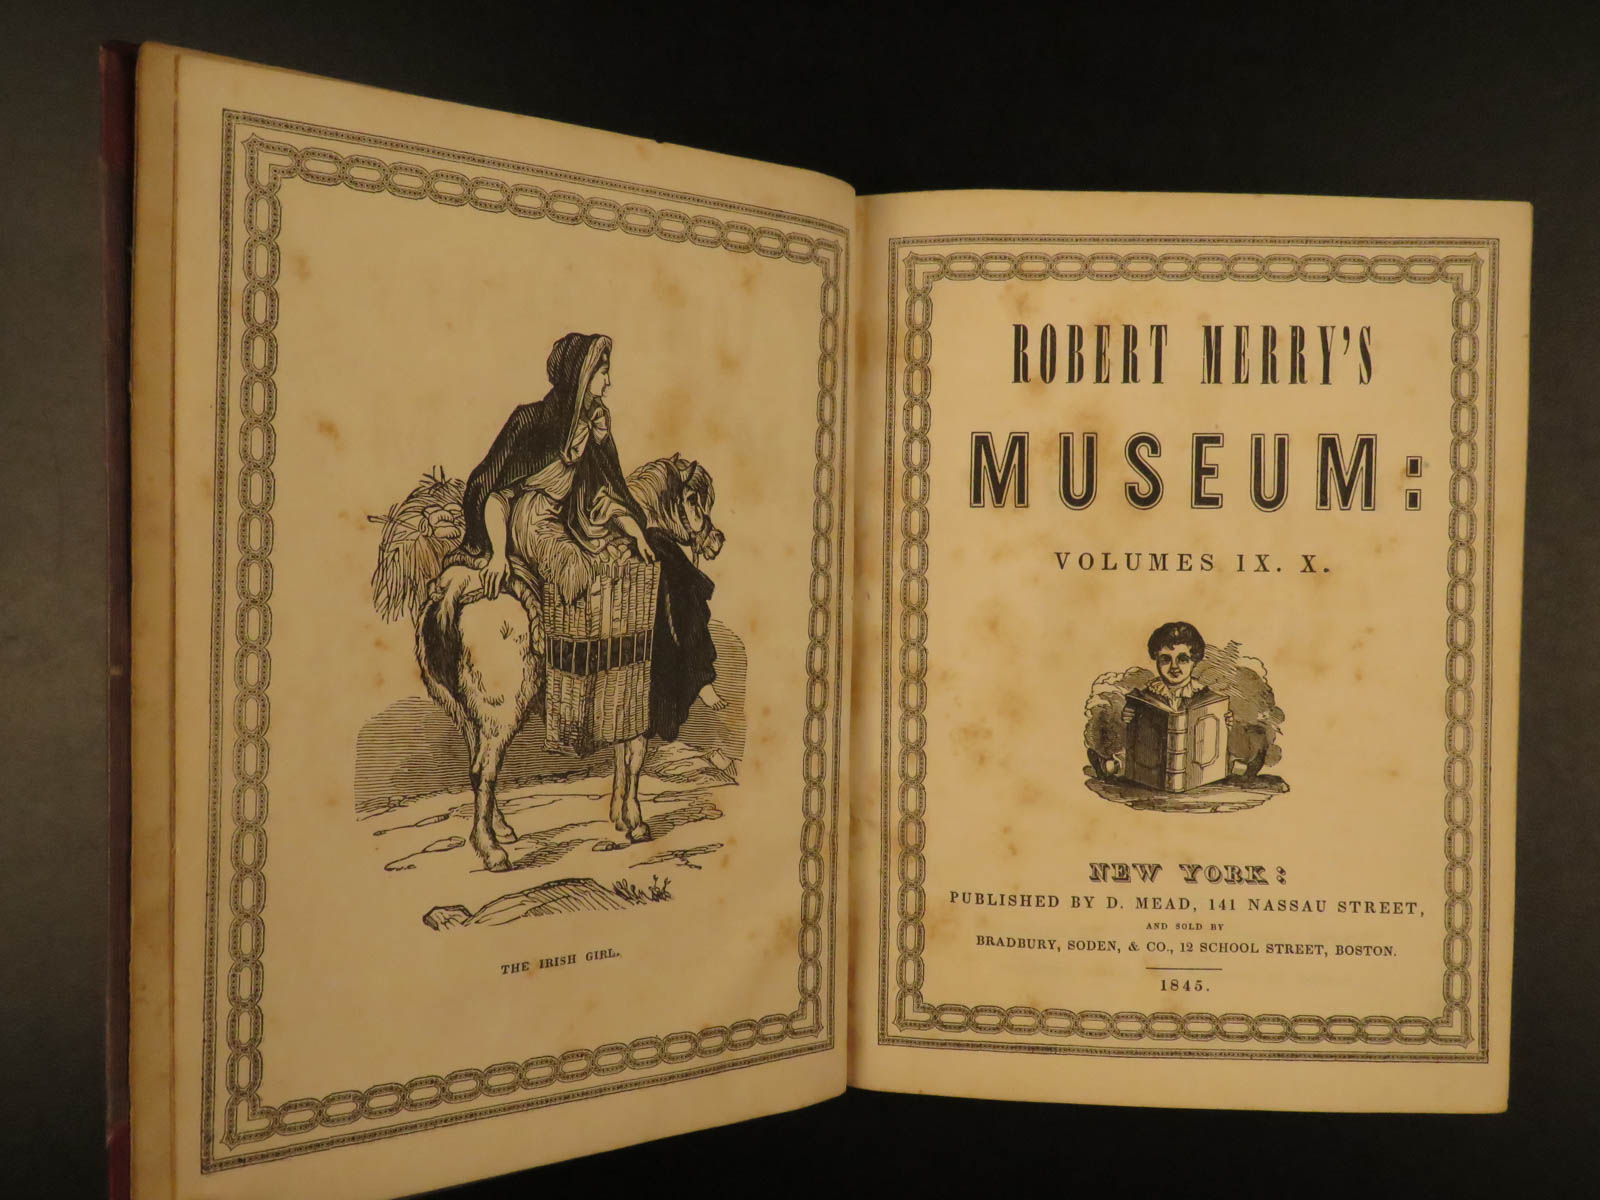 THE IRISH GIRL.
ROBERT MERRY'S
MUSEUM:
VOLUMES IX. X.
NEW YORK:
PUBLISHED BY D. MEAD, 141 NASSAU STREET,
AND SOLD BY
BRADBURY, SODEN, & CO., 12 SCHOOL STREET, BOSTON.
1845.